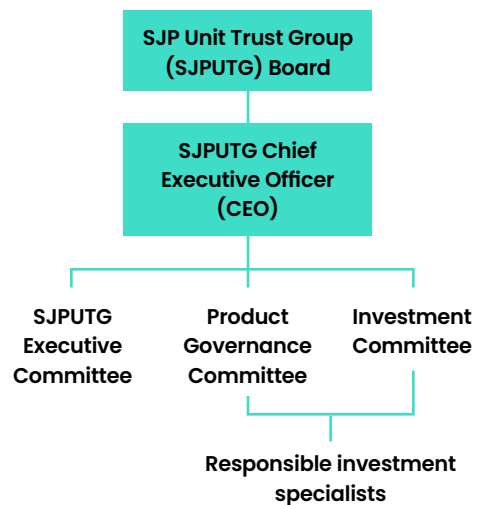 SJP Unit Trust Group
(SJPUTG) Board
SJPUTG Chief
Executive Officer
(CEO)
SJPUTG
Executive
Committee
Product
Governance
Committee
Investment
Committee
Responsible investment
specialists